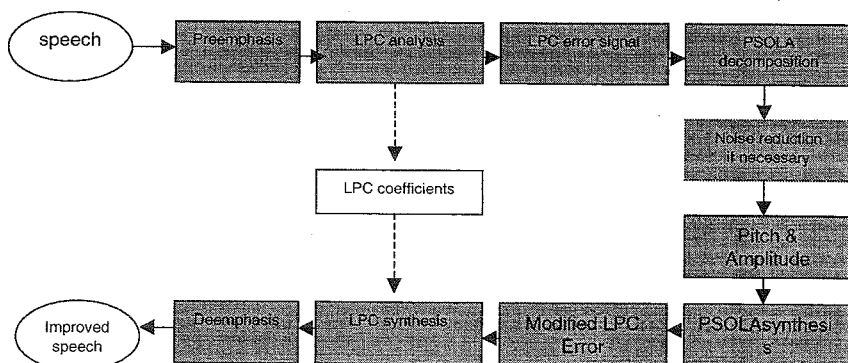 speech
Preemphasis
LPC analysis
LPC error signal
PSOLA
decomposition
Noise reduction
if necessary
Pitch &
Amplitude
PSOLAsynthesi
s
Modified LPC
Error
LPC synthesis
Deemphasis
Improved
speech
LPC coefficients